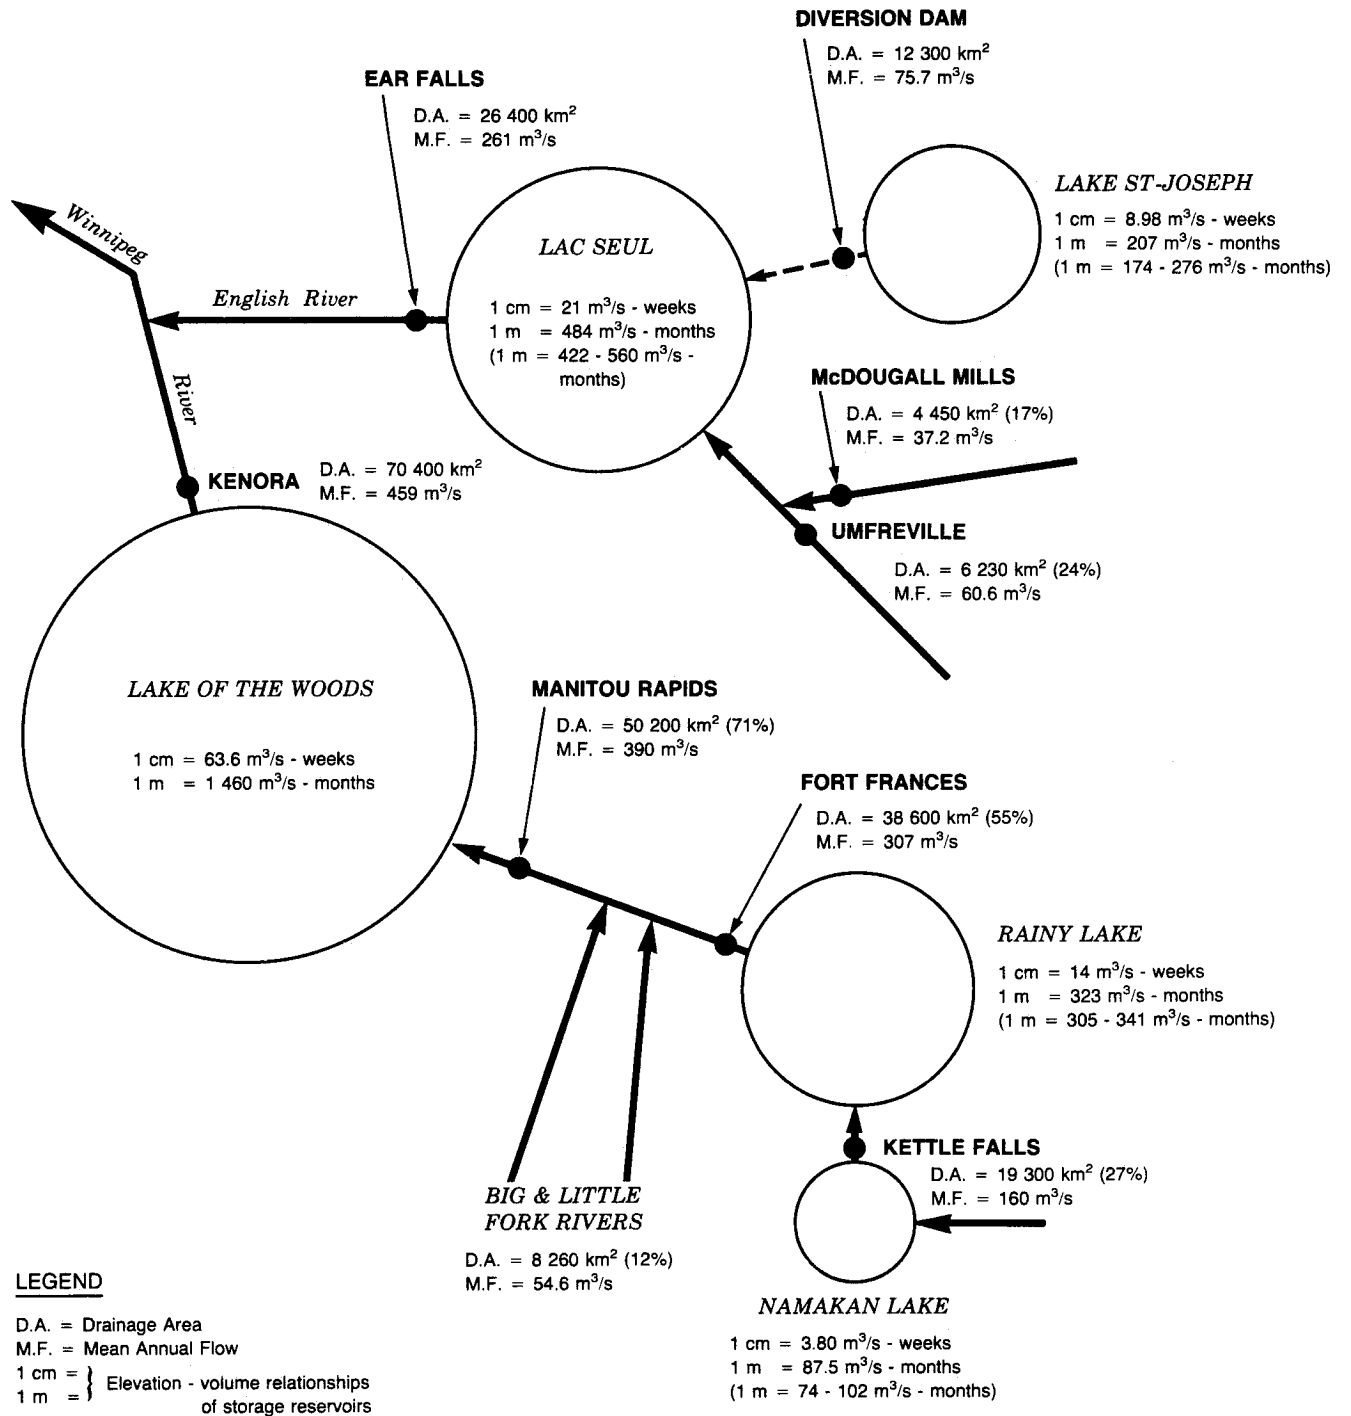 DIVERSION DAM
D.A. = 12 300 km²
M.F. = 75.7 m³/s
EAR FALLS
D.A. = 26 400 km²
M.F. = 261 m³/s
LAKE ST-JOSEPH
1 cm = 8.98 m³/s - weeks
1 m = 207 m³/s - months
(1 m = 174 - 276 m³/s - months)
Winnipeg
River
English River
LAC SEUL
1 cm = 21 m³/s - weeks
1 m = 484 m³/s - months
(1 m = 422 - 560 m³/s -
months)
McDOUGALL MILLS
D.A. = 4 450 km² (17%)
M.F. = 37.2 m³/s
KENORA
D.A. = 70 400 km²
M.F. = 459 m³/s
UMFREVILLE
D.A. = 6 230 km² (24%)
M.F. = 60.6 m³/s
LAKE OF THE WOODS
1 cm = 63.6 m³/s - weeks
1 m = 1 460 m³/s - months
MANITOU RAPIDS
D.A. = 50 200 km² (71%)
M.F. = 390 m³/s
FORT FRANCES
D.A. = 38 600 km² (55%)
M.F. = 307 m³/s
RAINY LAKE
1 cm = 14 m³/s - weeks
1 m = 323 m³/s - months
(1 m = 305 - 341 m³/s - months)
KETTLE FALLS
D.A. = 19 300 km² (27%)
M.F. = 160 m³/s
BIG & LITTLE
FORK RIVERS
D.A. = 8 260 km² (12%)
M.F. = 54.6 m³/s
NAMAKAN LAKE
1 cm = 3.80 m³/s - weeks
1 m = 87.5 m³/s - months
(1 m = 74 - 102 m³/s - months)
LEGEND
D.A. = Drainage Area
M.F. = Mean Annual Flow
1 cm =
1 m =
} Elevation - volume relationships
of storage reservoirs